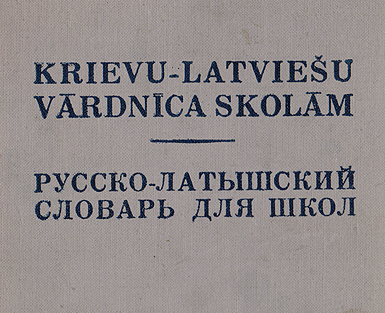 KRIEVU-LATVIEŠU
VĀRDNĪCA SKOLĀM
РУССКО-ЛАТЫШСКИЙ
СЛОВАРЬ ДЛЯ ШКОЛ